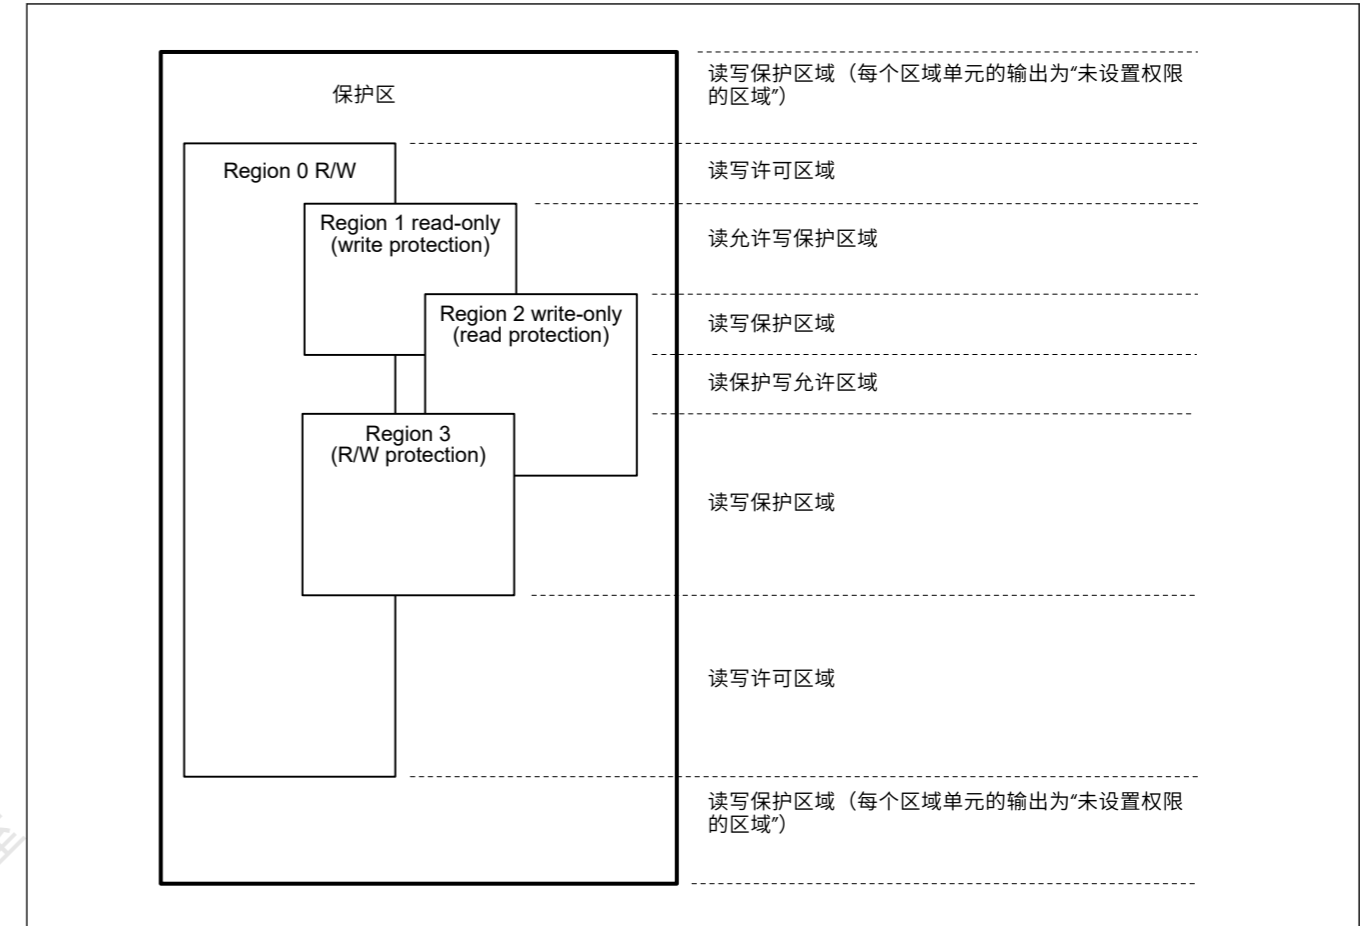 保护区
读写保护区域（每个区域单元的输出为“未设置权限
的区域”）
Region 0 R/W
读写许可区域
Region 1 read-only
(write protection)
读允许写保护区域
Region 2 write-only
(read protection)
读写保护区域
读保护写允许区域
Region 3
(R/W protection)
读写保护区域
读写许可区域
读写保护区域（每个区域单元的输出为“未设置权限
的区域”）